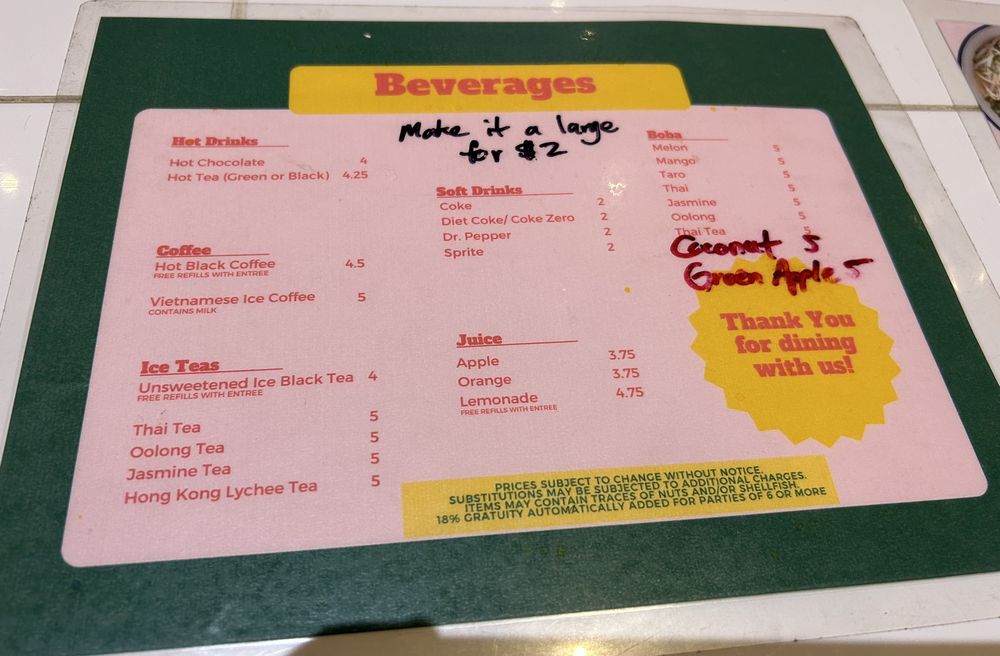 Beverages
Make it a large
for $2
Hot Drinks
Hot Chocolate 4
Hot Tea (Green or Black) 4.25
Coffee
Hot Black Coffee 4.5
FREE REFILLS WITH ENTREE
Vietnamese Ice Coffee 5
CONTAINS MILK
Ice Teas
Unsweetened Ice Black Tea 4
FREE REFILLS WITH ENTREE
Thai Tea 5
Oolong Tea 5
Jasmine Tea 5
Hong Kong Lychee Tea 5
Soft Drinks
Coke 2
Diet Coke/ Coke Zero 2
Dr. Pepper 2
Sprite 2
Juice
Apple 3.75
Orange 3.75
Lemonade 4.75
FREE REFILLS WITH ENTREE
Boba
Melon 5
Mango 5
Taro 5
Thai 5
Jasmine 5
Oolong 5
Thai Tea 5
Coconut 5
Green Apple 5
Thank You
for dining
with us!
PRICES SUBJECT TO CHANGE WITHOUT NOTICE.
SUBSTITUTIONS MAY BE SUBJECTED TO ADDITIONAL CHARGES.
ITEMS MAY CONTAIN TRACES OF NUTS AND/OR SHELLFISH.
18% GRATUITY AUTOMATICALLY ADDED FOR PARTIES OF 6 OR MORE